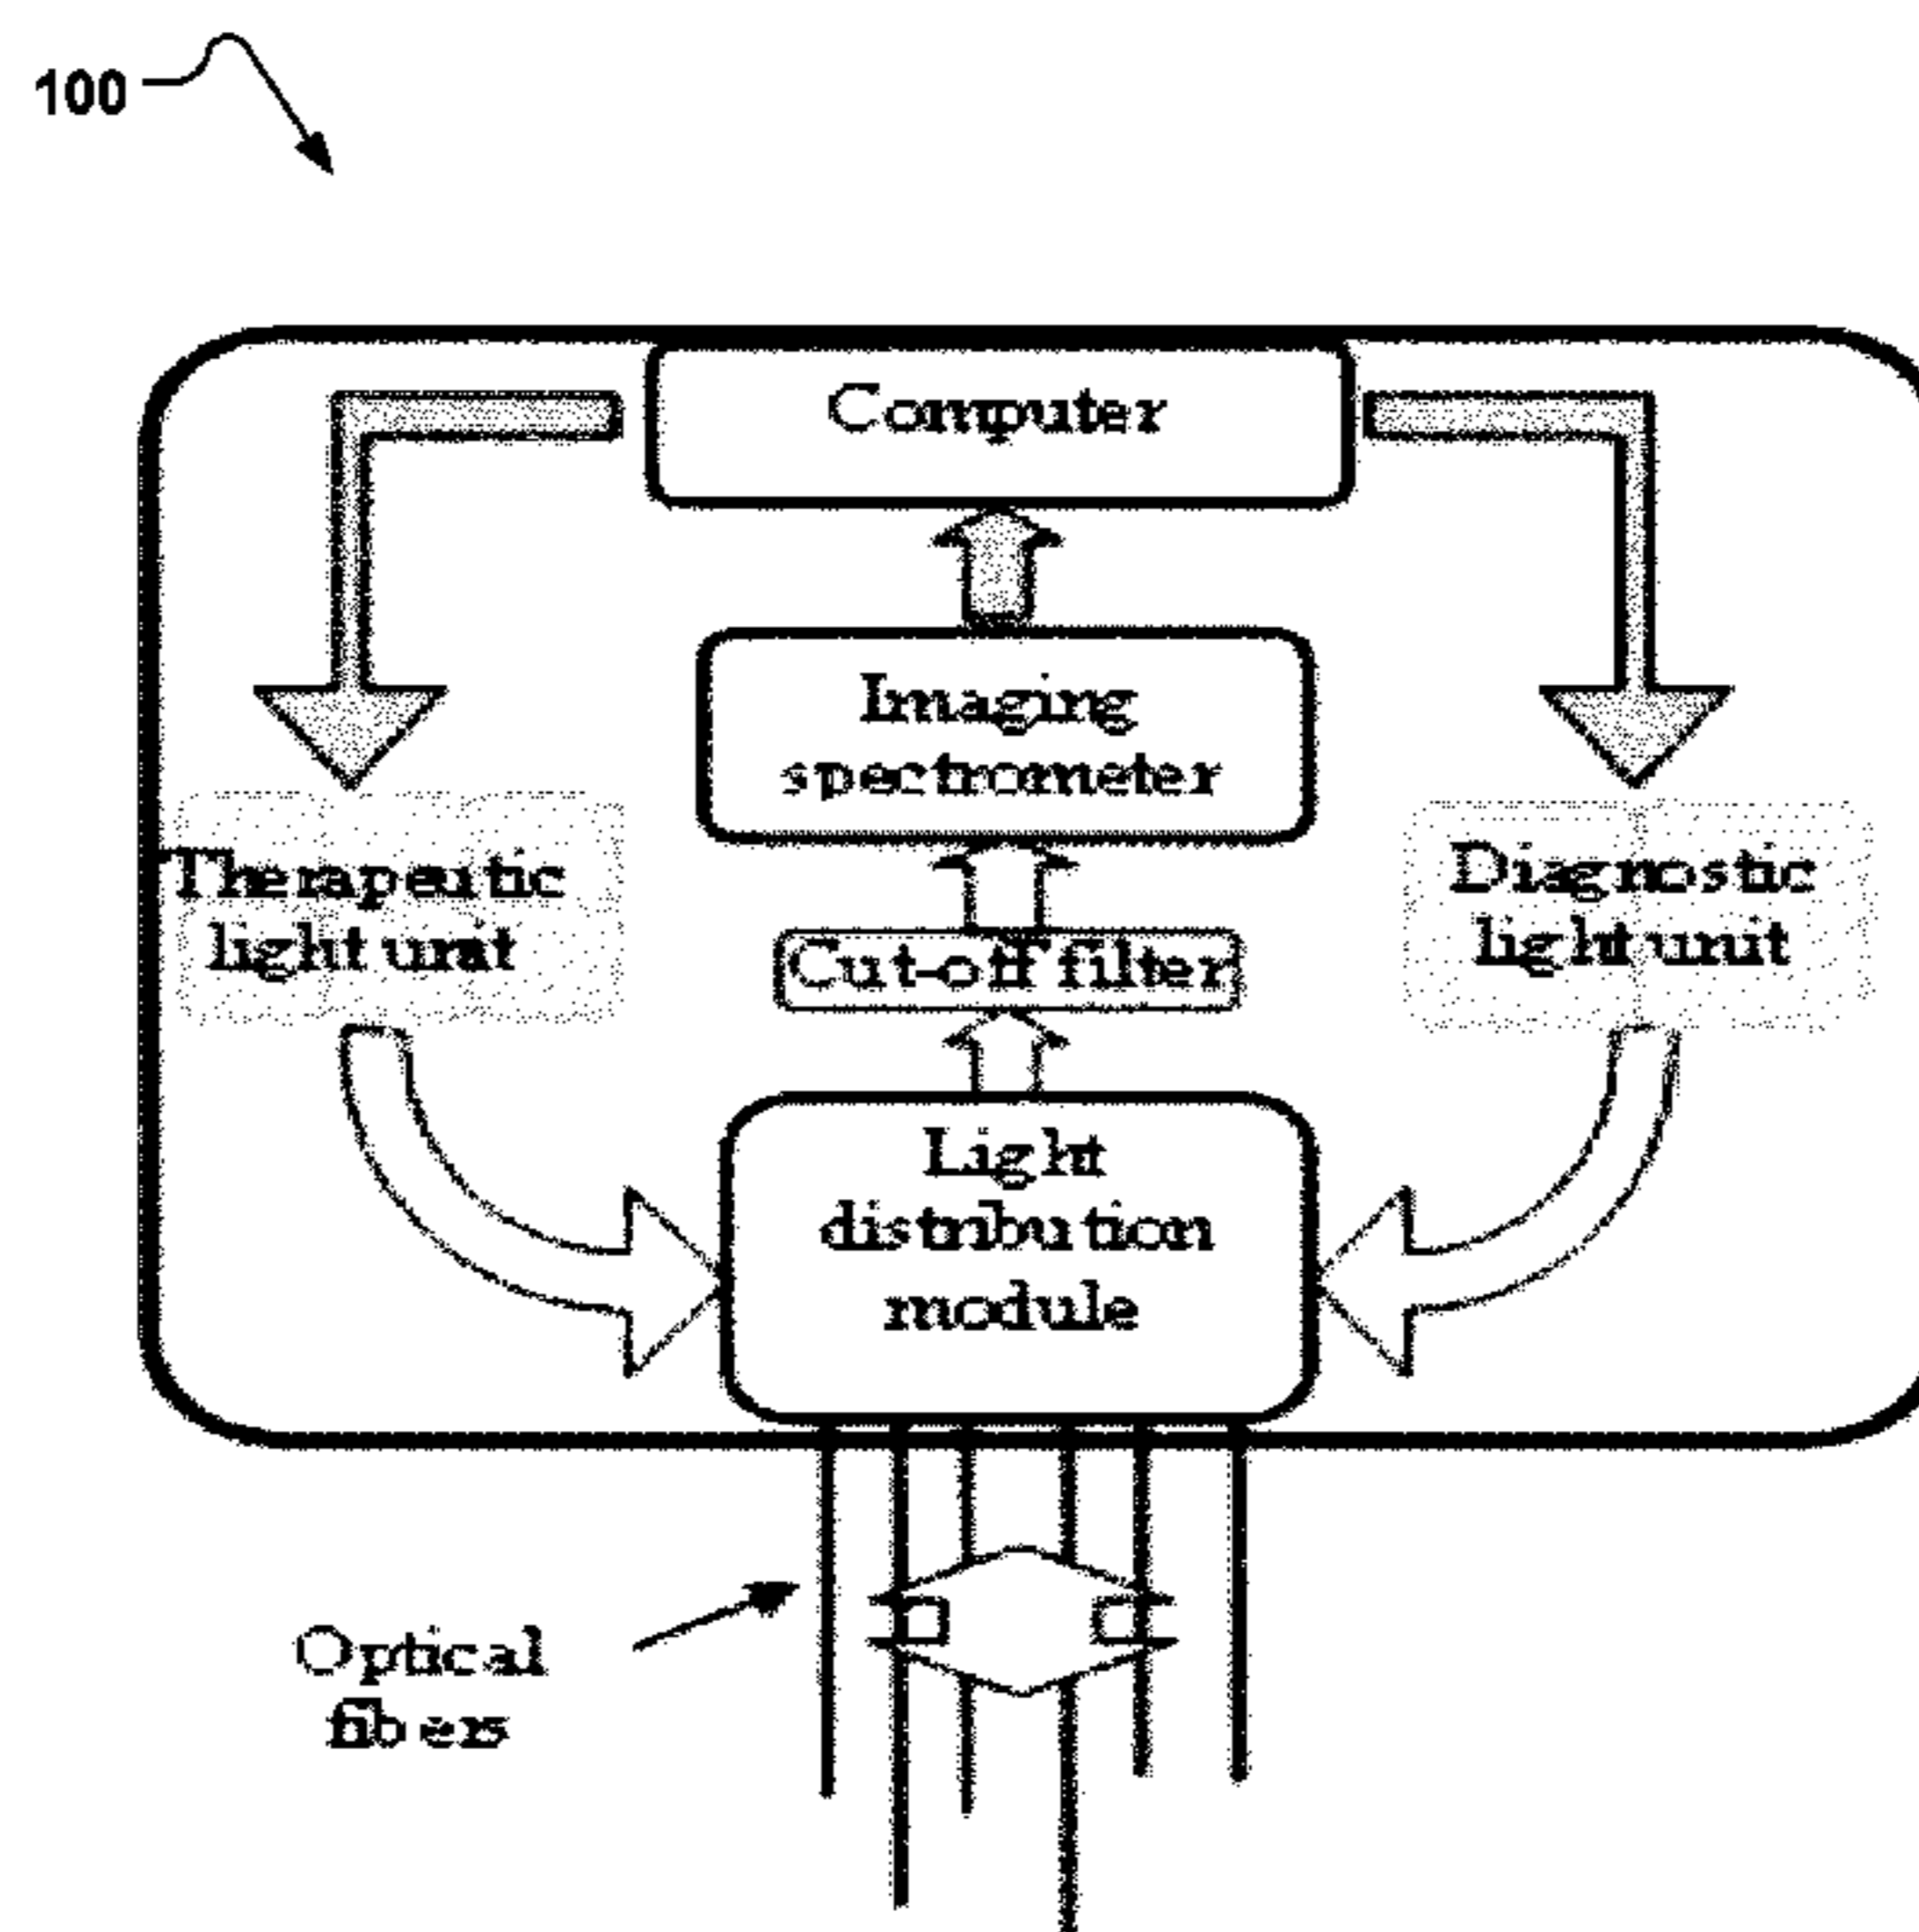 100
Computer
Imaging
spectrometer
Therapeutic
light unit
Diagnostic
light unit
Cut-off filter
Light
distribution
module
Optical
fibers